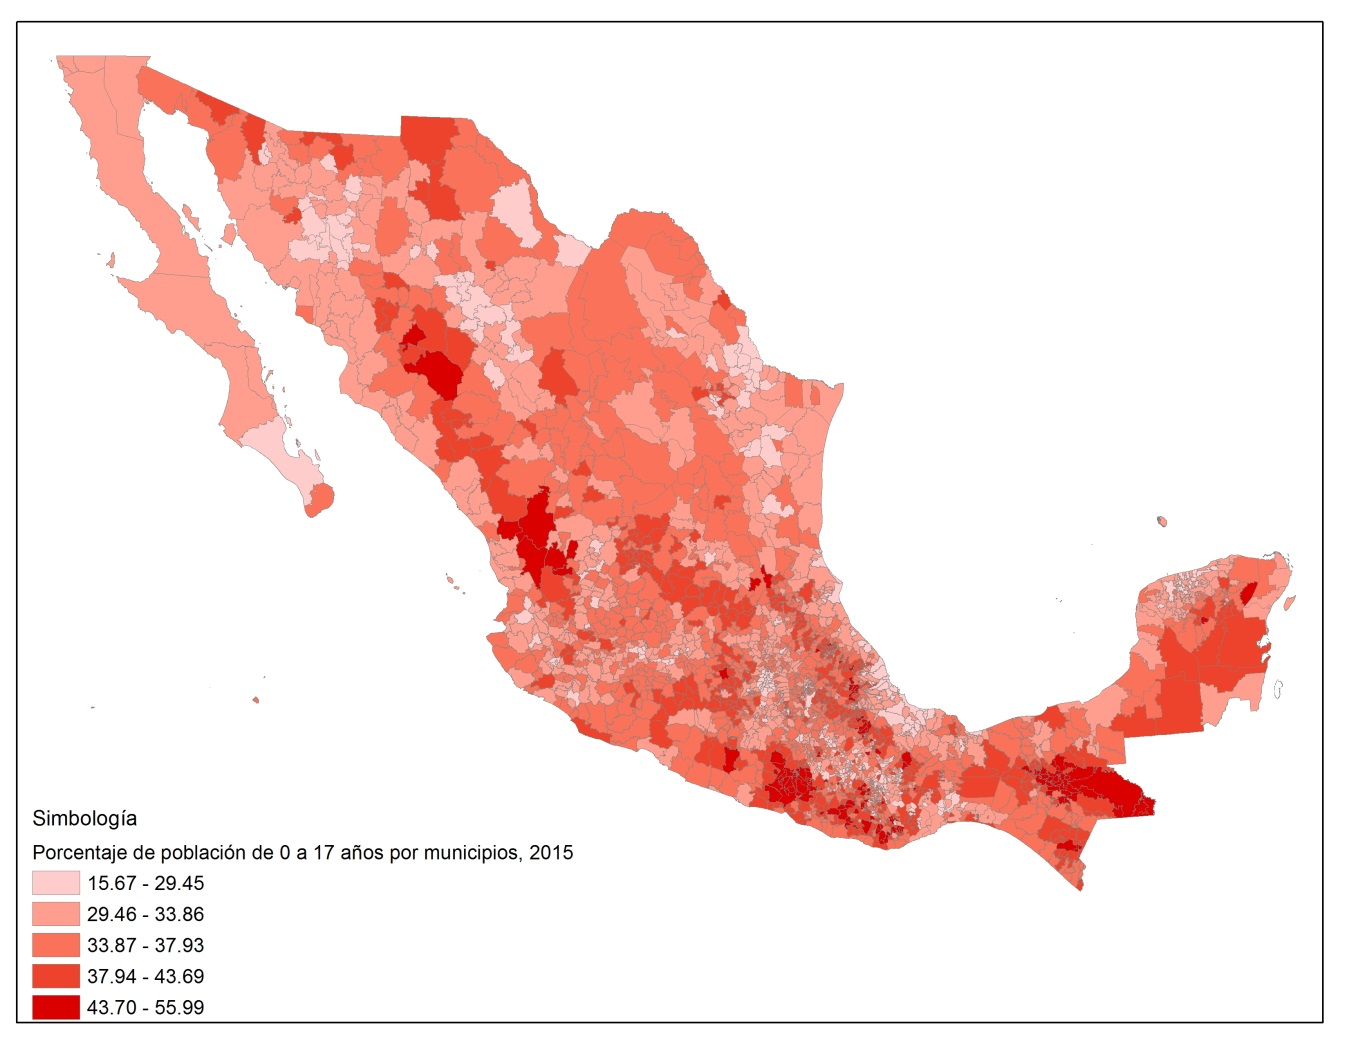 Simbología
Porcentaje de población de 0 a 17 años por municipios, 2015
15.67 - 29.45
29.46 - 33.86
33.87 - 37.93
37.94 - 43.69
43.70 - 55.99